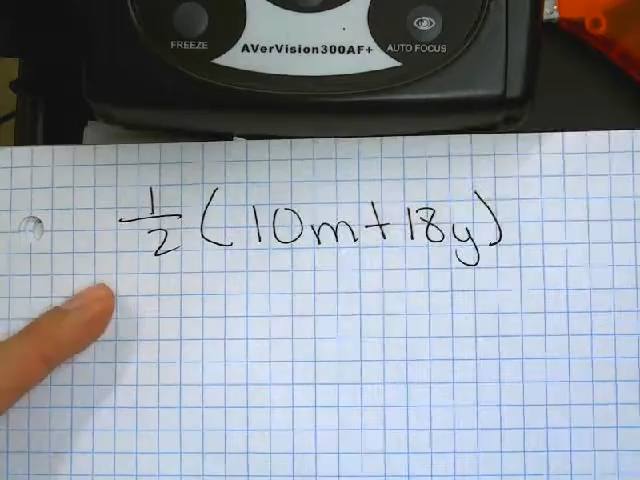 FREEZE
AVerVision300AF+
AUTO FOCUS
1/2 (10m+18y)